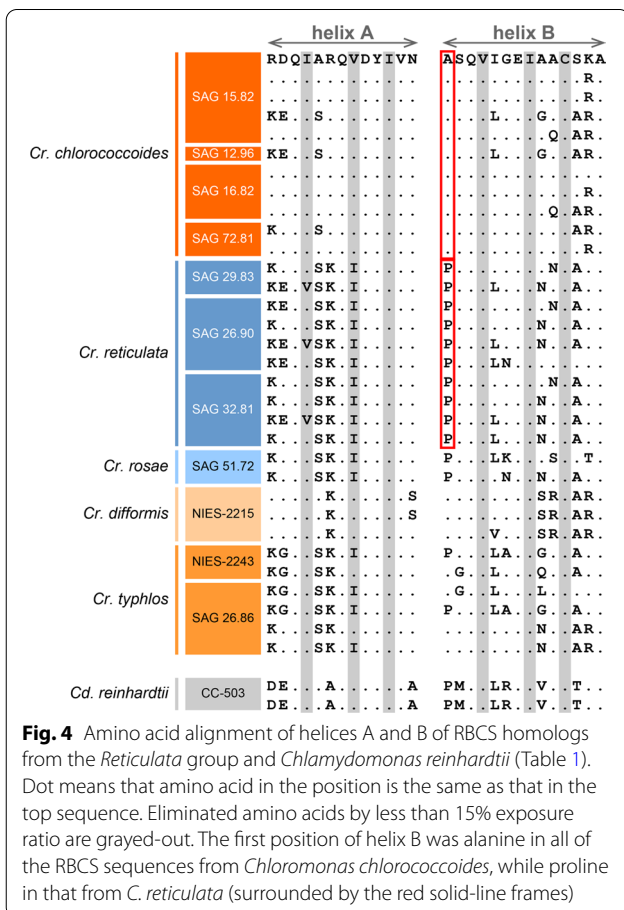 helix A helix B
RDQIARQVDYIVN ASQVIGEIAACSKA
Cr. chlorococcoides
SAG 15.82
............. ............R.
............. ............R.
KE..S........ ....L...G..AR.
............. .........Q.AR.
SAG 12.96
KE..S........ ....L...G..AR.
SAG 16.82
............. ..............
............. ............R.
............. .........Q.AR.
SAG 72.81
K...S........ ..............
............. ............R.
Cr. reticulata
SAG 29.83
K...SK.I..... P........N.A..
KE.VSK.I..... P...L...N..A..
SAG 26.90
KE..SK.I..... P........N.A..
K...SK.I..... P.......N..A..
KE.VSK.I..... P...L...N..A..
KE..SK.I..... P...LN........
SAG 32.81
K...SK.I..... P........N.A..
K...SK.I..... P.......N..A..
KE.VSK.I..... P...L...N..A..
K...SK.I..... P...L...N..A..
Cr. rosae
SAG 51.72
K...SK.I..... P...LK...S..T.
K...SK.I..... P....N..N..A..
Cr. difformis
NIES-2215
.....K......S ........SR.AR.
.....K......S ........SR.AR.
.....K....... ....V...SR.AR.
Cr. typhlos
NIES-2243
KG..SK.I..... P...LA..G.....
KG..SK....... .G..L...Q.....
SAG 26.86
KG..SK.I..... .G..L...L.....
KG..SK.I..... P...LA..G.....
K...SK....... ........N..AR.
K...SK.I..... ........N..AR.
Cd. reinhardtii
CC-503
DE...A......A PM..LR..V..T..
DE...A......A PM..LR..V..T..
Fig. 4 Amino acid alignment of helices A and B of RBCS homologs
from the Reticulata group and Chlamydomonas reinhardtii (Table 1).
Dot means that amino acid in the position is the same as that in the
top sequence. Eliminated amino acids by less than 15% exposure
ratio are grayed-out. The first position of helix B was alanine in all of
the RBCS sequences from Chloromonas chlorococcoides, while proline
in that from C. reticulata (surrounded by the red solid-line frames)